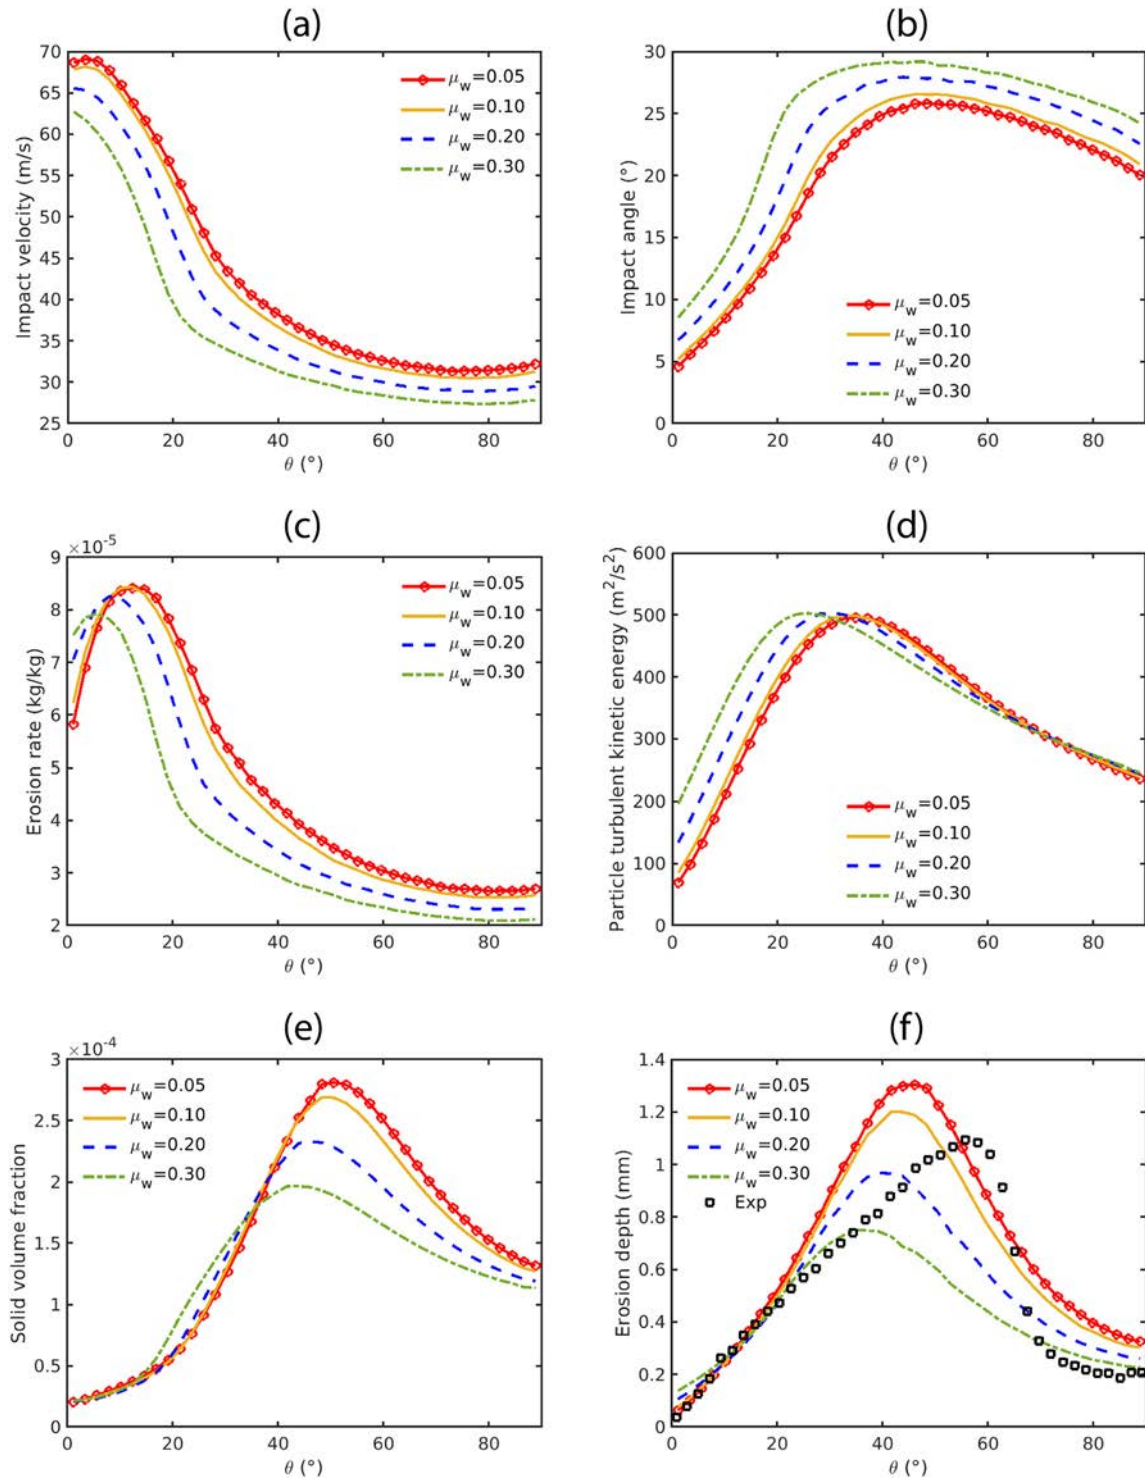 (a)
70
65
60
55
50
45
40
35
30
25
0
20
40
60
80
Impact velocity (m/s)
θ (°)
μw=0.05
μw=0.10
μw=0.20
μw=0.30
(b)
30
25
20
15
10
5
0
0
20
40
60
80
Impact angle (°)
θ (°)
μw=0.05
μw=0.10
μw=0.20
μw=0.30
(c)
×10-5
9
8
7
6
5
4
3
2
0
20
40
60
80
Erosion rate (kg/kg)
θ (°)
μw=0.05
μw=0.10
μw=0.20
μw=0.30
(d)
600
500
400
300
200
100
0
0
20
40
60
80
Particle turbulent kinetic energy (m2/s2)
θ (°)
μw=0.05
μw=0.10
μw=0.20
μw=0.30
(e)
×10-4
3
2.5
2
1.5
1
0.5
0
0
20
40
60
80
Solid volume fraction
θ (°)
μw=0.05
μw=0.10
μw=0.20
μw=0.30
(f)
1.4
1.2
1
0.8
0.6
0.4
0.2
0
0
20
40
60
80
Erosion depth (mm)
θ (°)
μw=0.05
μw=0.10
μw=0.20
μw=0.30
Exp